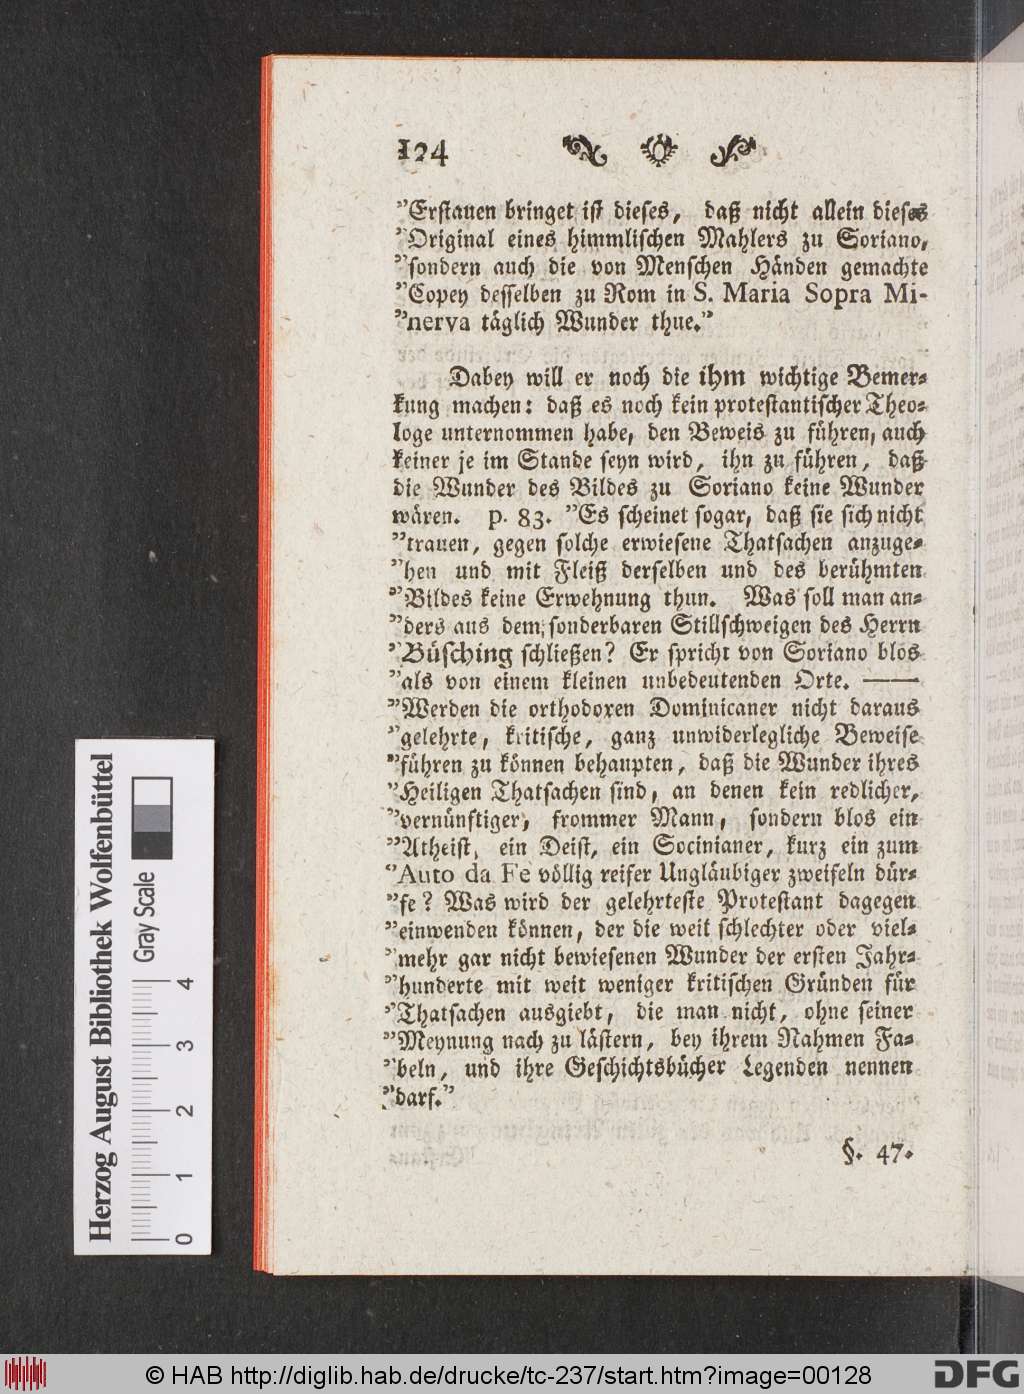 124
"Erstauen bringet ist dieses, daß nicht allein dieses
"Original eines himmlischen Mahlers zu Soriano,
"sondern auch die von Menschen Händen gemachte
"Copey desselben zu Rom in S. Maria Sopra Mi-
"nerva täglich Wunder thue."
Dabey will er noch die ihm wichtige Bemer-
kung machen: daß es noch kein protestantischer Theo-
loge unternommen habe, den Beweis zu führen, auch
keiner je im Stande seyn wird, ihn zu führen, daß
die Wunder des Bildes zu Soriano keine Wunder
wären. p. 83. "Es scheinet sogar, daß sie sich nicht
"trauen, gegen solche erwiesene Thatsachen anzuge-
"hen und mit Fleiß derselben und des berühmten
"Bildes keine Erwehnung thun. Was soll man an-
"ders aus dem sonderbaren Stillschweigen des Herrn
"Büsching schließen? Er spricht von Soriano blos
"als von einem kleinen unbedeutenden Orte. ——
"Werden die orthodoxen Dominicaner nicht daraus
"gelehrte, kritische, ganz unwiderlegliche Beweise
"führen zu können behaupten, daß die Wunder ihres
"Heiligen Thatsachen sind, an denen kein redlicher,
"vernünftiger, frommer Mann, sondern blos ein
"Atheist, ein Deist, ein Socinianer, kurz ein zum
"Auto da Fe völlig reifer Ungläubiger zweifeln dür-
"fe? Was wird der gelehrteste Protestant dagegen
"einwenden können, der die weit schlechter oder viel-
"mehr gar nicht bewiesenen Wunder der ersten Jahr-
"hunderte mit weit weniger kritischen Gründen für
"Thatsachen ausgiebt, die man nicht, ohne seiner
"Meynung nach zu lästern, bey ihrem Nahmen Fa-
"beln, und ihre Geschichtsbücher Legenden nennen
"darf."
§. 47.
Herzog August Bibliothek Wolfenbüttel
Gray Scale
0 1 2 3 4
© HAB http://diglib.hab.de/drucke/tc-237/start.htm?image=00128
DFG